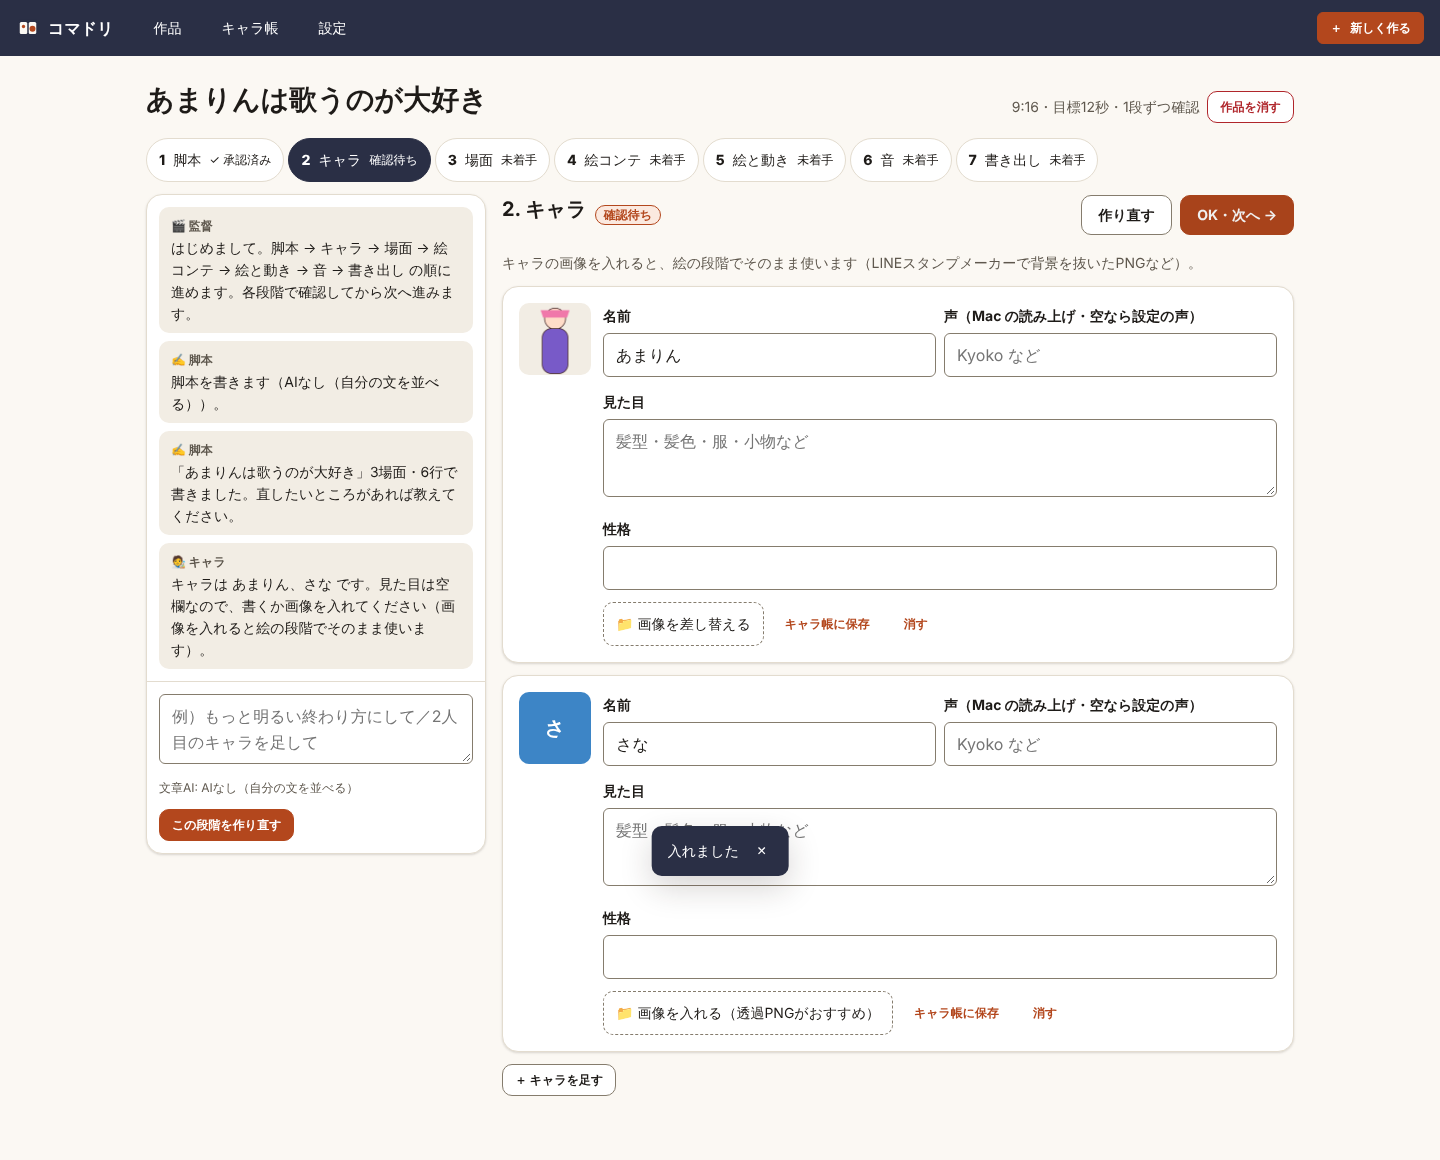 コマドリ
作品
キャラ帳
設定
＋ 新しく作る
あまりんは歌うのが大好き
9:16・目標12秒・1段ずつ確認
作品を消す
1 脚本 ✓ 承認済み
2 キャラ 確認待ち
3 場面 未着手
4 絵コンテ 未着手
5 絵と動き 未着手
6 音 未着手
7 書き出し 未着手
🎬 監督
はじめまして。脚本 → キャラ → 場面 → 絵
コンテ → 絵と動き → 音 → 書き出し の順に
進めます。各段階で確認してから次へ進みま
す。
✍️ 脚本
脚本を書きます（AIなし（自分の文を並べ
る））。
✍️ 脚本
「あまりんは歌うのが大好き」3場面・6行で
書きました。直したいところがあれば教えて
ください。
🧑‍🎨 キャラ
キャラは あまりん、さな です。見た目は空
欄なので、書くか画像を入れてください（画
像を入れると絵の段階でそのまま使いま
す）。
例）もっと明るい終わり方にして／2人
目のキャラを足して
文章AI: AIなし（自分の文を並べる）
この段階を作り直す
2. キャラ 確認待ち
作り直す
OK・次へ →
キャラの画像を入れると、絵の段階でそのまま使います（LINEスタンプメーカーで背景を抜いたPNGなど）。
名前
声（Mac の読み上げ・空なら設定の声）
あまりん
Kyoko など
見た目
髪型・髪色・服・小物など
性格
📁 画像を差し替える
キャラ帳に保存
消す
さ
名前
声（Mac の読み上げ・空なら設定の声）
さな
Kyoko など
見た目
髪型
ど
入れました ×
性格
📁 画像を入れる（透過PNGがおすすめ）
キャラ帳に保存
消す
＋ キャラを足す